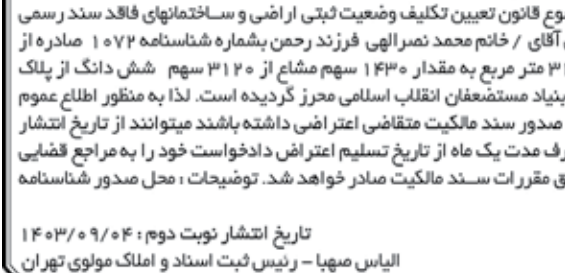 وع قانون تعیین تکلیف وضعیت ثبتی اراضی و ساختمانهای فاقد سند رسمی
آقای / خانم محمد نصرالهی فرزند رحمن بشماره شناسنامه ۱۰۷۲ صادره از
۳۱ متر مربع به مقدار ۱۴۳۰ سهم مشاع از ۳۱۲۰ سهم شش دانگ از پلاک
بنیاد مستضعفان انقلاب اسلامی محرز گردیده است. لذا به منظور اطلاع عموم
صدور سند مالکیت متقاضی اعتراضی داشته باشند میتوانند از تاریخ انتشار
رف مدت یک ماه از تاریخ تسلیم اعتراض دادخواست خود را به مراجع قضایی
ق مقررات سند مالکیت صادر خواهد شد. توضیحات : محل صدور شناسنامه
تاریخ انتشار نوبت دوم: ۱۴۰۳/۰۹/۰۴
الیاس صهبا – رئیس ثبت اسناد و املاک مولوی تهران